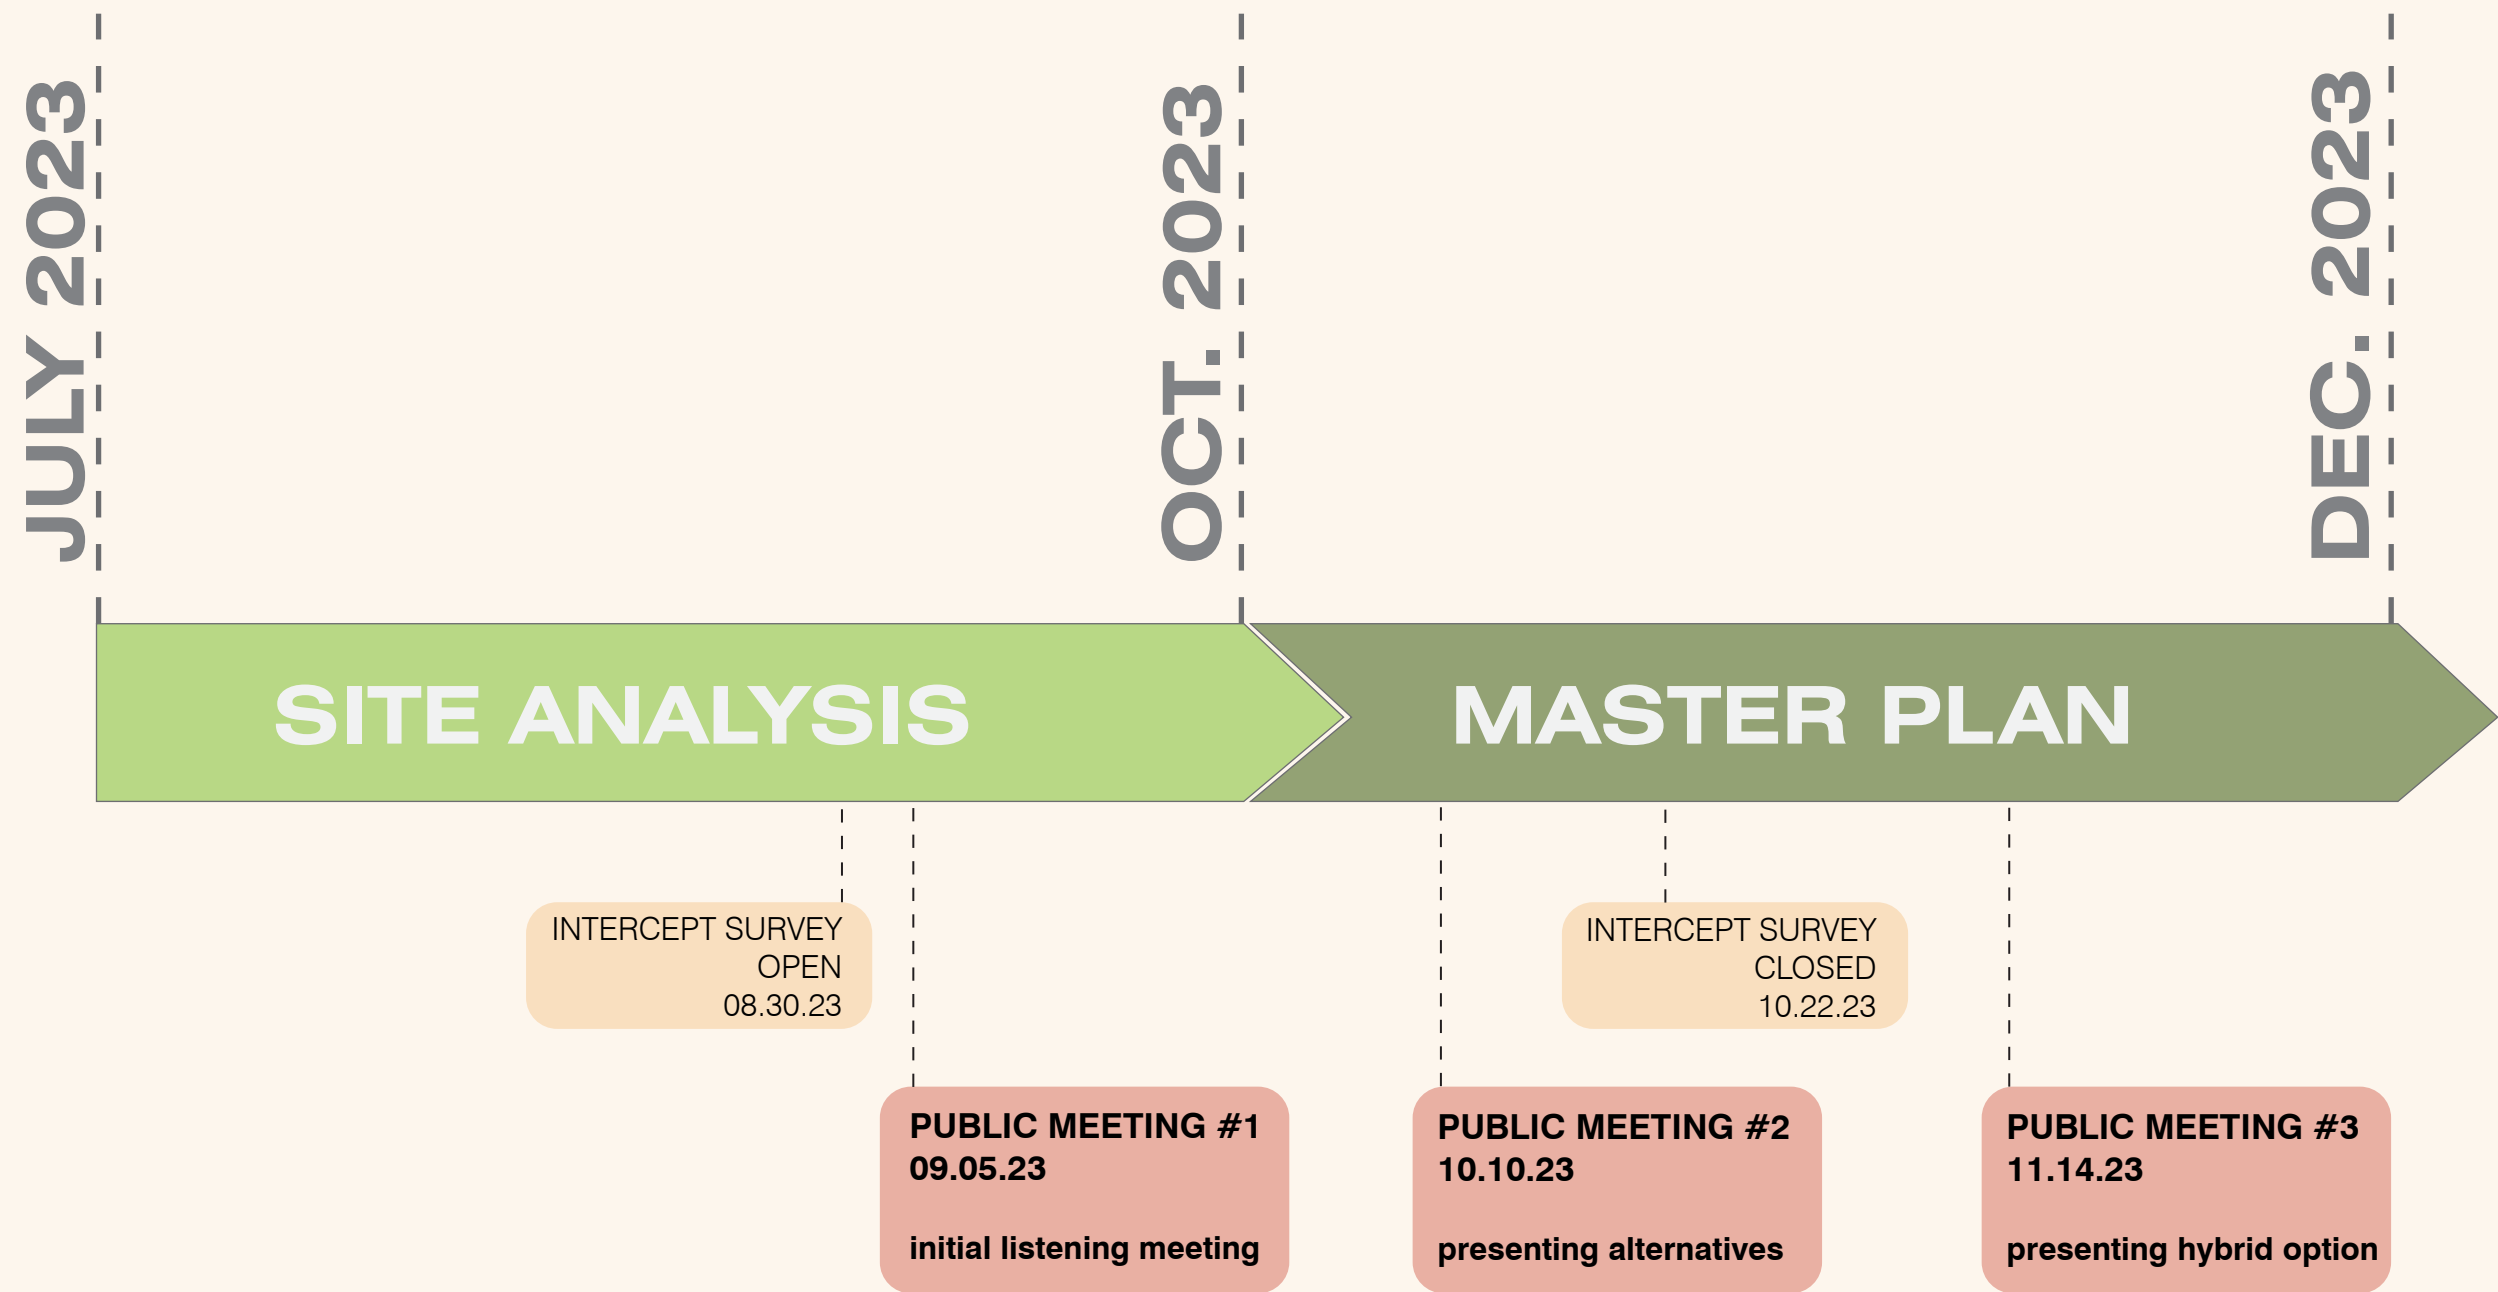 JULY 2023
OCT. 2023
DEC. 2023
SITE ANALYSIS
MASTER PLAN
INTERCEPT SURVEY
OPEN
08.30.23
INTERCEPT SURVEY
CLOSED
10.22.23
PUBLIC MEETING #1
09.05.23
initial listening meeting
PUBLIC MEETING #2
10.10.23
presenting alternatives
PUBLIC MEETING #3
11.14.23
presenting hybrid option